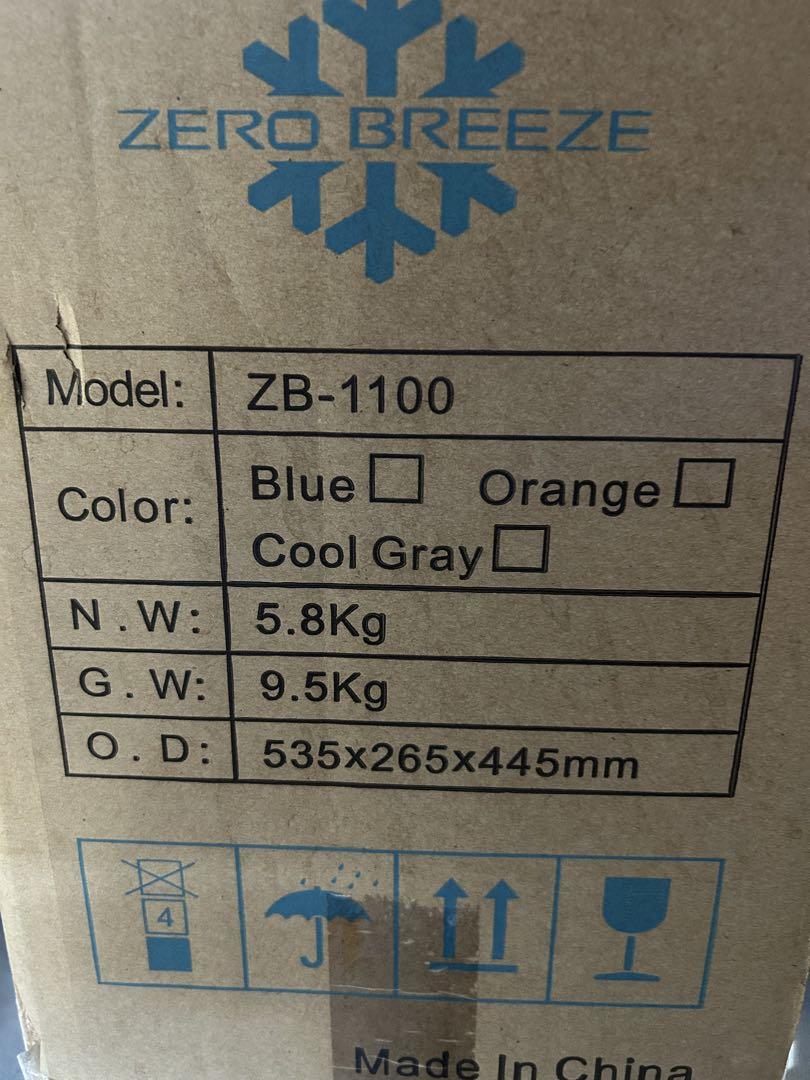 ZERO BREEZE
Model: ZB-1100
Color: Blue Orange
Cool Gray
N.W: 5.8Kg
G.W: 9.5Kg
O.D: 535x265x445mm
4
Made In China